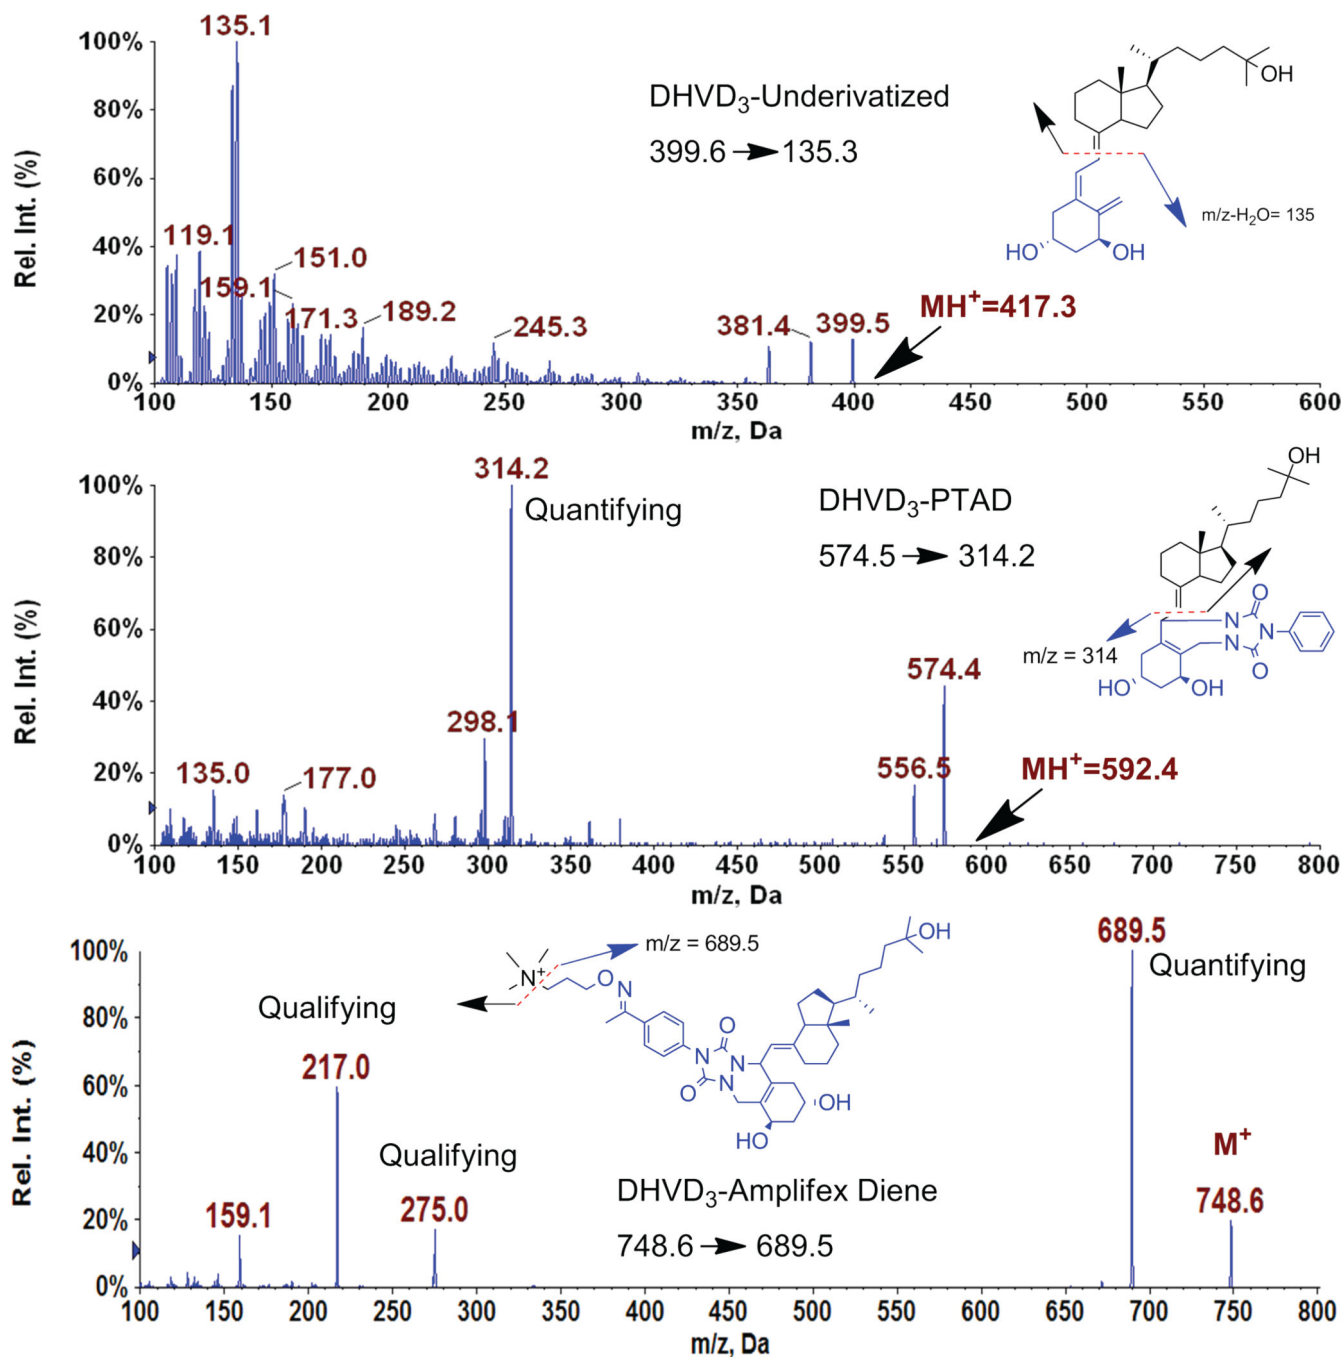 135.1
100%
80%
60%
40%
20%
0%
Rel. Int. (%)
119.1
159.1
151.0
171.3
189.2
245.3
381.4
399.5
DHVD₃-Underivatized
399.6 → 135.3
MH⁺=417.3
OH
HO
OH
m/z-H₂O= 135
100 150 200 250 300 350 400 450 500 550 600
m/z, Da
314.2
Quantifying
100%
80%
60%
40%
20%
0%
Rel. Int. (%)
135.0
177.0
298.1
556.5
574.4
DHVD₃-PTAD
574.5 → 314.2
MH⁺=592.4
OH
O
N
N
N
O
m/z = 314
HO
OH
100 150 200 250 300 350 400 450 500 550 600 650 700 750 800
m/z, Da
100%
80%
60%
40%
20%
0%
Rel. Int. (%)
Qualifying
217.0
Qualifying
275.0
159.1
m/z = 689.5
N⁺
O
N
OH
O
N
N
N
O
OH
HO
DHVD₃-Amplifex Diene
748.6 → 689.5
689.5
Quantifying
M⁺
748.6
100 150 200 250 300 350 400 450 500 550 600 650 700 750 800
m/z, Da